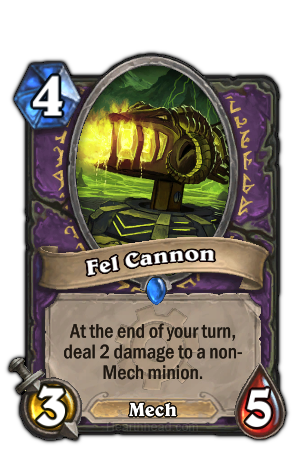 4
Fel Cannon
At the end of your turn,
deal 2 damage to a non-
Mech minion.
3
Mech
5